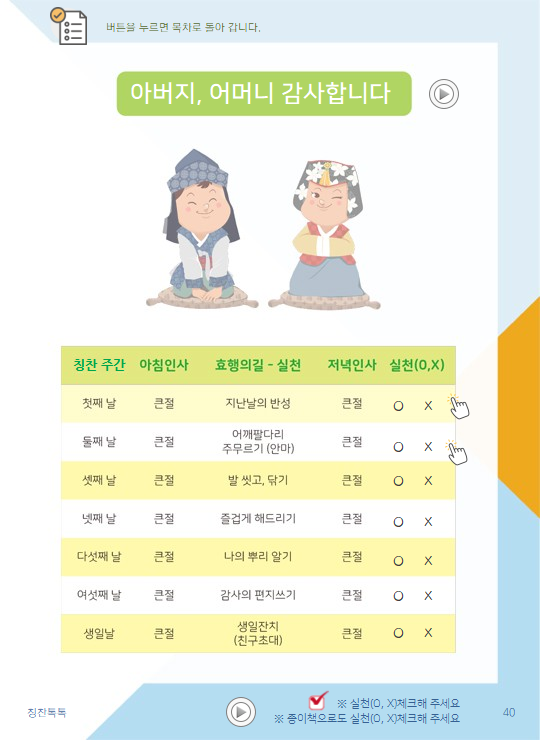 버튼을 누르면 목차로 돌아 갑니다.
아버지, 어머니 감사합니다
칭찬 주간 아침인사 효행의길 - 실천 저녁인사 실천(O,X)
첫째 날 큰절 지난날의 반성 큰절 O X
둘째 날 큰절 어깨팔다리
주무르기 (안마) 큰절 O X
셋째 날 큰절 발 씻고, 닦기 큰절 O X
넷째 날 큰절 즐겁게 해드리기 큰절 O X
다섯째 날 큰절 나의 뿌리 알기 큰절 O X
여섯째 날 큰절 감사의 편지쓰기 큰절 O X
생일날 큰절 생일잔치
(친구초대) 큰절 O X
※ 실천(O, X)체크해 주세요
※ 종이책으로도 실천(O, X)체크해 주세요
칭찬톡톡
40